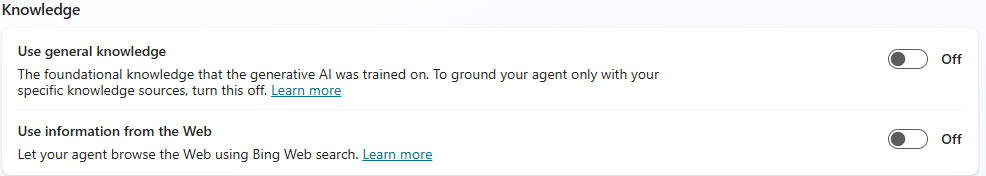 Knowledge
Use general knowledge
Off
The foundational knowledge that the generative AI was trained on. To ground your agent only with your
specific knowledge sources, turn this off. Learn more
Use information from the Web
Off
Let your agent browse the Web using Bing Web search. Learn more